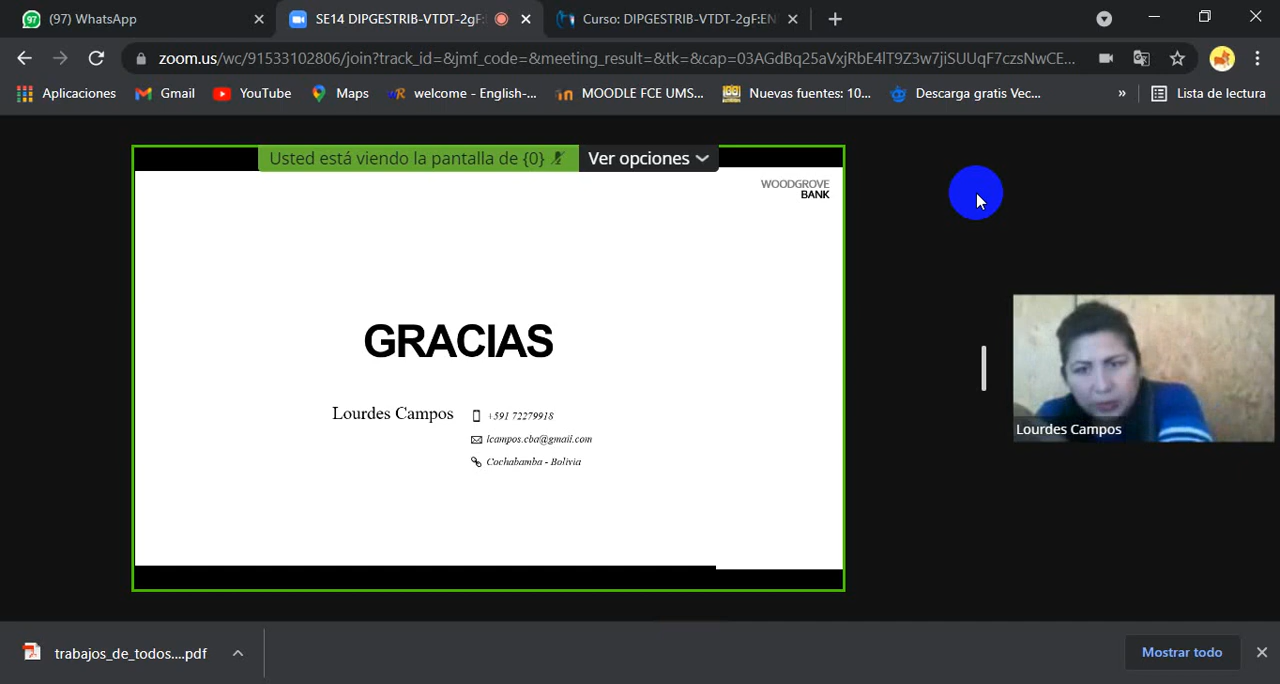 (97) WhatsApp
SE14 DIPGESTRIB-VTDT-2gF:
Curso: DIPGESTRIB-VTDT-2gF:EN
zoom.us/wc/91533102806/join?track_id=&jmf_code=&meeting_result=&tk=&cap=03AGdBq25aVxjRbE4lT9Z3w7jiSUUqF7czsNwCE...
Aplicaciones
Gmail
YouTube
Maps
welcome - English-...
MOODLE FCE UMS...
Nuevas fuentes: 10...
Descarga gratis Vec...
»
Lista de lectura
Usted está viendo la pantalla de {0}
Ver opciones
WOODGROVE
BANK
GRACIAS
Lourdes Campos
+591 72279918
lcampos.cba@gmail.com
Cochabamba - Bolivia
Lourdes Campos
trabajos_de_todos....pdf
Mostrar todo